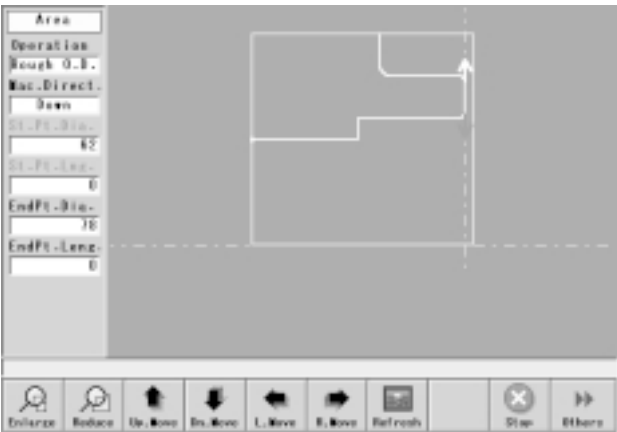 Area
Operation
Rough O.D.
Mac.Direct.
Down
St.Pt.Dia.
62
St.Pt.Leng.
0
EndPt.Dia.
78
EndPt.Leng.
0
Enlarge Reduce Up.Move Dn.Move L.Move R.Move Refresh Stop Others